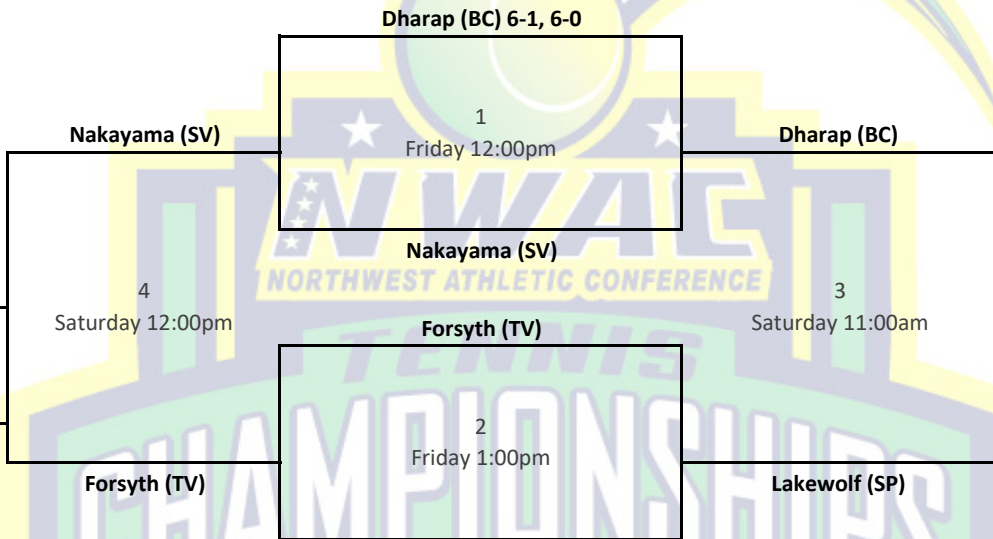 Dharap (BC) 6-1, 6-0
1
Friday 12:00pm
Nakayama (SV)
Dharap (BC)
NWAC
Nakayama (SV)
NORTHWEST ATHLETIC CONFERENCE
4
Saturday 12:00pm
3
Saturday 11:00am
Forsyth (TV)
TENNIS
CHAMPIONSHIPS
2
Friday 1:00pm
Forsyth (TV)
Lakewolf (SP)